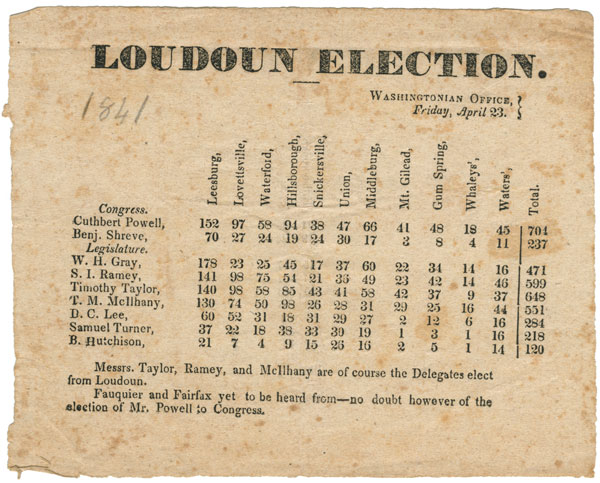 LOUDOUN ELECTION.
WASHINGTONIAN OFFICE,
Friday, April 23.
1841
Leesburg, Lovettsville, Waterford, Hillsborough, Snickersville, Union, Middleburg, Mt. Gilead, Gum Spring, Whaleys', Waters', Total.
Congress.
Cuthbert Powell, 152 97 58 94 38 47 66 41 48 18 45 704
Benj. Shreve, 70 27 24 19 24 30 17 3 8 4 11 237
Legislature.
W. H. Gray, 178 23 25 45 17 37 60 22 34 14 16 471
S. I. Ramey, 141 98 75 54 21 36 49 23 42 14 46 599
Timothy Taylor, 140 98 58 85 43 41 58 42 37 9 37 648
T. M. McIlhany, 130 74 50 98 26 28 31 29 25 16 44 551
D. C. Lee, 60 52 31 18 31 29 27 2 12 6 16 284
Samuel Turner, 37 22 18 38 33 30 19 1 3 1 16 218
B. Hutchison, 21 7 4 9 15 26 16 2 5 1 14 120
Messrs. Taylor, Ramey, and McIlhany are of course the Delegates elect
from Loudoun.
Fauquier and Fairfax yet to be heard from—no doubt however of the
election of Mr. Powell to Congress.